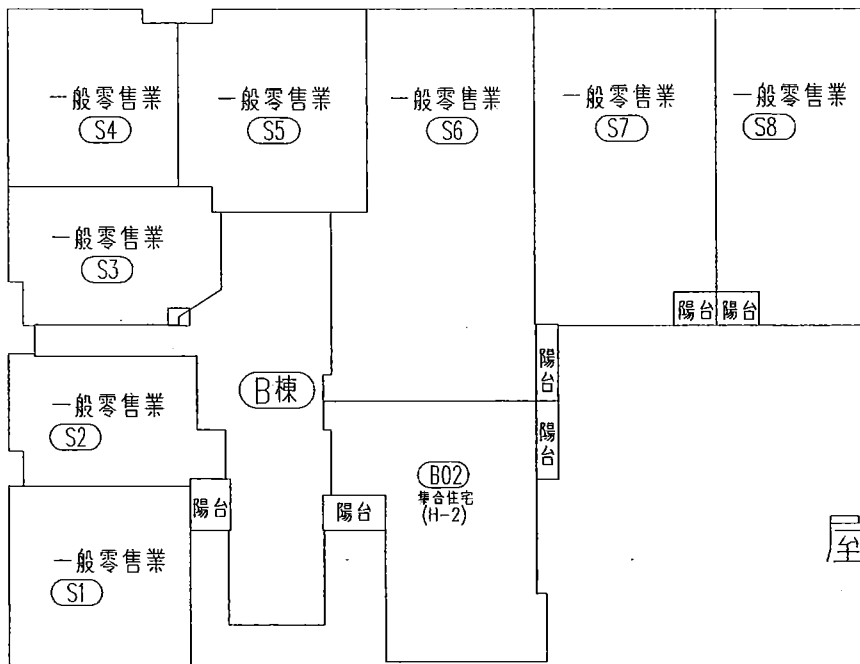 一般零售業
S4
一般零售業
S5
一般零售業
S6
一般零售業
S7
一般零售業
S8
一般零售業
S3
陽台
陽台
陽台
B棟
一般零售業
S2
陽台
B02
集合住宅
(H-2)
陽台
陽台
一般零售業
S1
屋